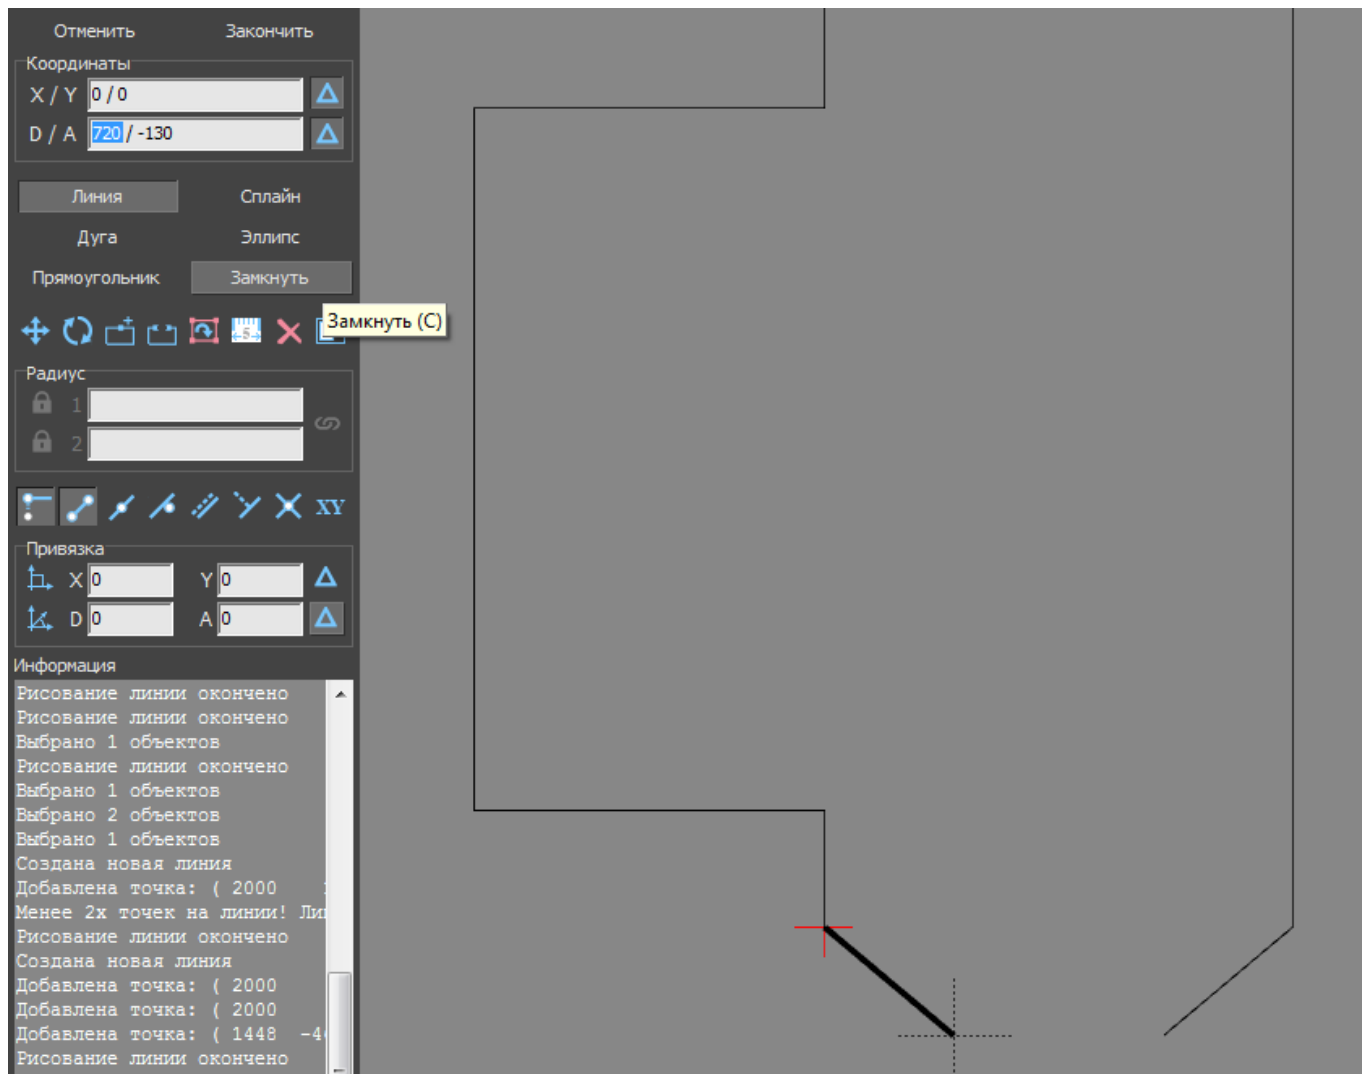 Отменить Закончить
Координаты
X / Y 0 / 0
D / A 720 / -130
Линия Сплайн
Дуга Эллипс
Прямоугольник Замкнуть
Замкнуть (C)
5
Радиус
1
2
XY
Привязка
X 0 Y 0
D 0 A 0
Информация
Рисование линии окончено
Рисование линии окончено
Выбрано 1 объектов
Рисование линии окончено
Выбрано 1 объектов
Выбрано 2 объектов
Выбрано 1 объектов
Создана новая линия
Добавлена точка: ( 2000
Менее 2х точек на линии!
Рисование линии окончено
Создана новая линия
Добавлена точка: ( 2000
Добавлена точка: ( 2000
Добавлена точка: ( 1448
Рисование линии окончено